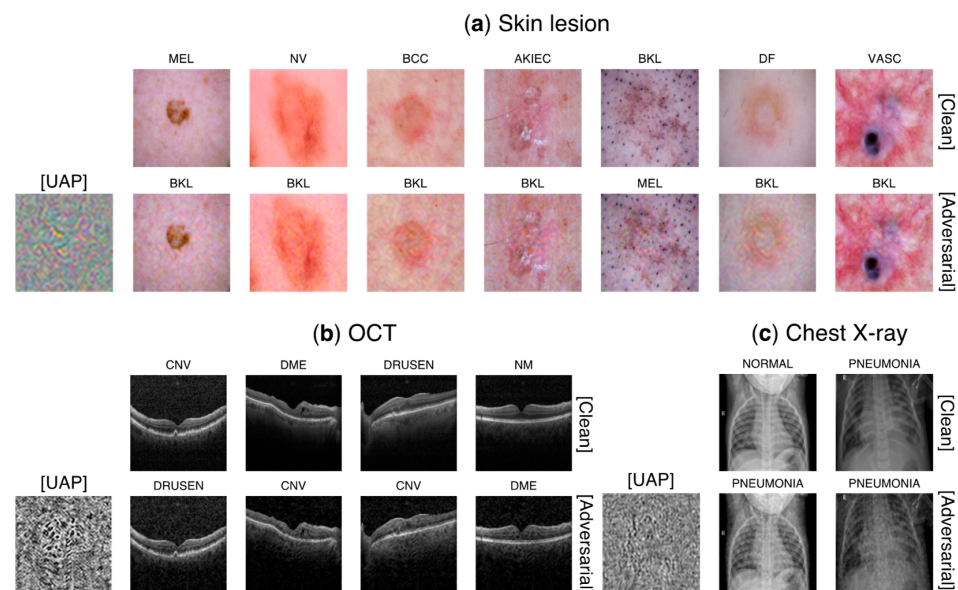 (a) Skin lesion
MEL NV BCC AKIEC BKL DF VASC
[Clean]
[UAP]
BKL BKL BKL BKL MEL BKL BKL
[Adversarial]
(b) OCT
CNV DME DRUSEN NM
[Clean]
[UAP]
DRUSEN CNV CNV DME
[Adversarial]
(c) Chest X-ray
NORMAL PNEUMONIA
[Clean]
[UAP]
PNEUMONIA PNEUMONIA
[Adversarial]